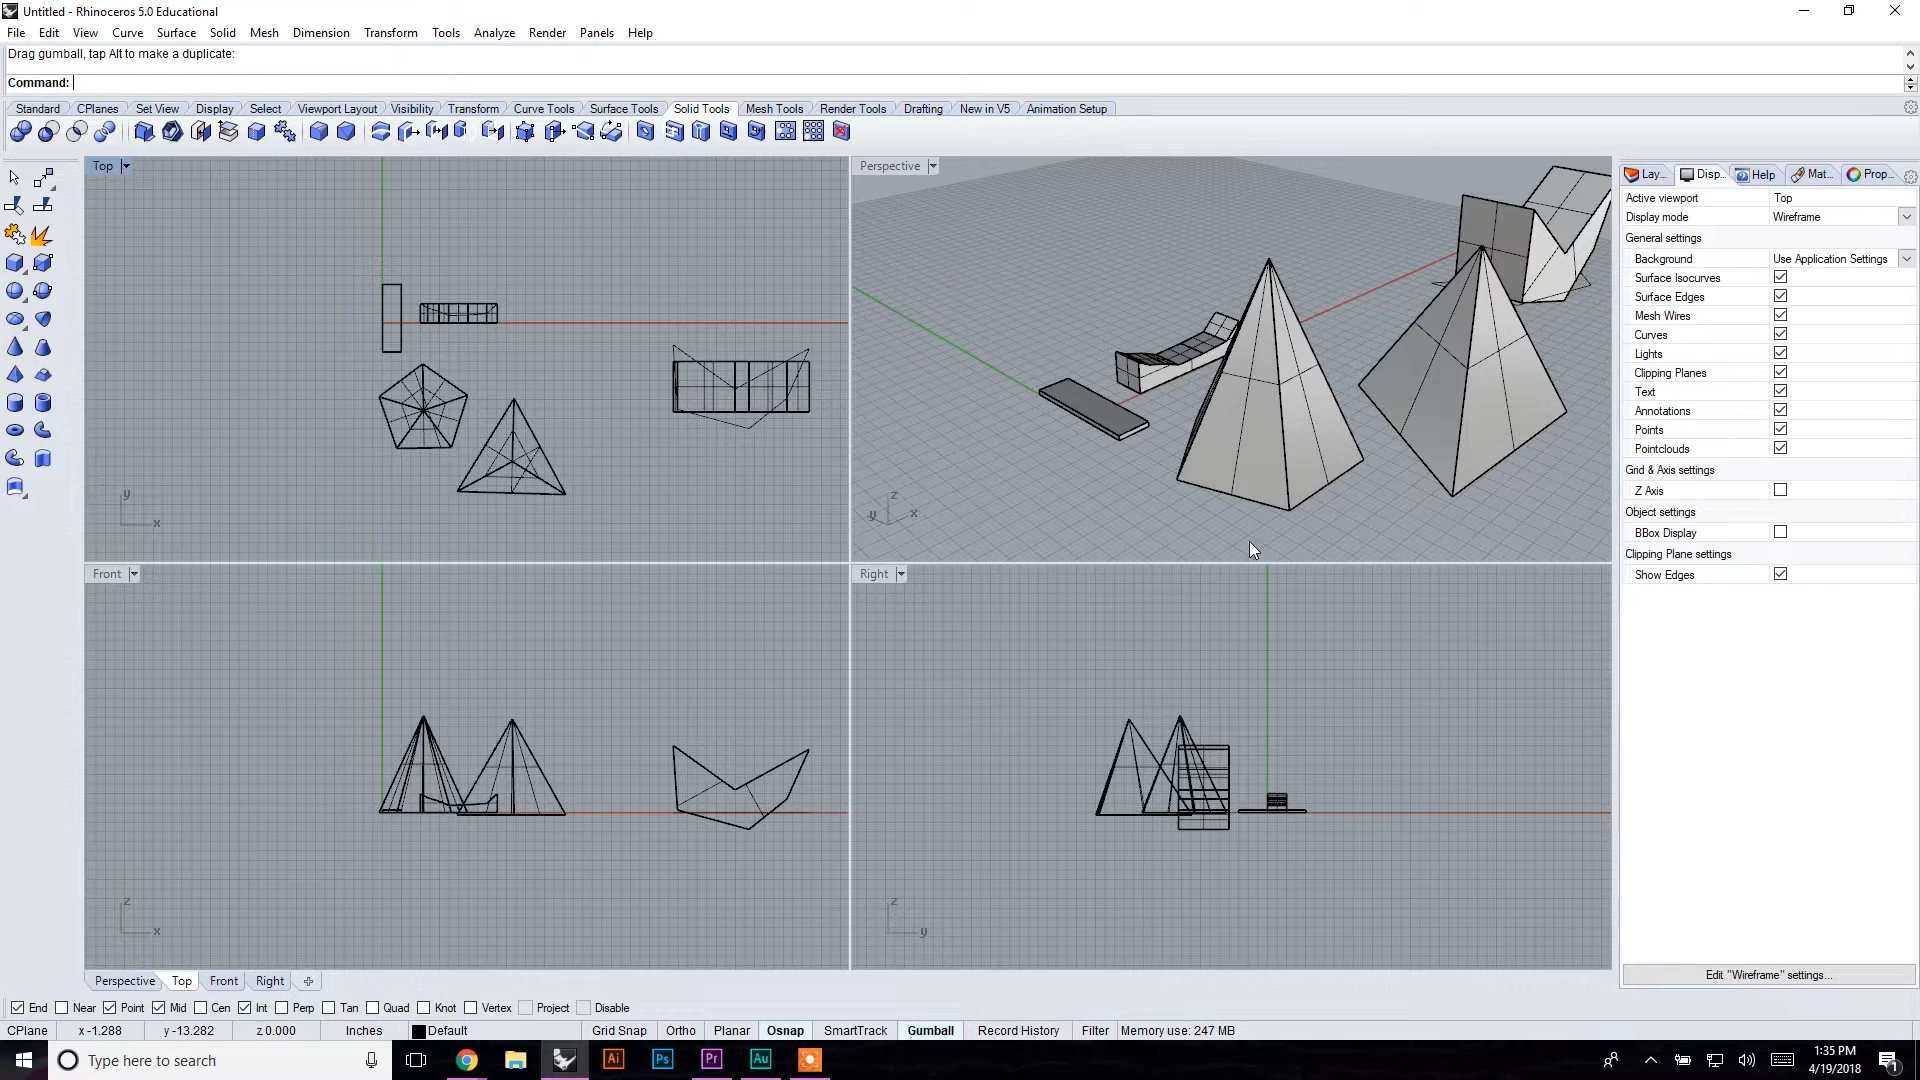 Untitled - Rhinoceros 5.0 Educational
File Edit View Curve Surface Solid Mesh Dimension Transform Tools Analyze Render Panels Help
Drag gumball, tap Alt to make a duplicate:
Command:
Standard CPlanes Set View Display Select Viewport Layout Visibility Transform Curve Tools Surface Tools Solid Tools Mesh Tools Render Tools Drafting New in V5 Animation Setup
Top
Perspective
Lay... Disp... Help Mat... Prop...
Active viewport Top
Display mode Wireframe
General settings
Background Use Application Settings
Surface Isocurves
Surface Edges
Mesh Wires
Curves
Lights
Clipping Planes
Text
Annotations
Points
Pointclouds
Grid & Axis settings
Z Axis
Object settings
BBox Display
Clipping Plane settings
Show Edges
y
x
z
y
x
Front
Right
z
x
z
y
Edit "Wireframe" settings...
Perspective Top Front Right
End Near Point Mid Cen Int Perp Tan Quad Knot Vertex Project Disable
CPlane x -1.288 y -13.282 z 0.000 Inches Default Grid Snap Ortho Planar Osnap SmartTrack Gumball Record History Filter Memory use: 247 MB
Type here to search
Ai Ps Pr Au
1:35 PM
4/19/2018
1